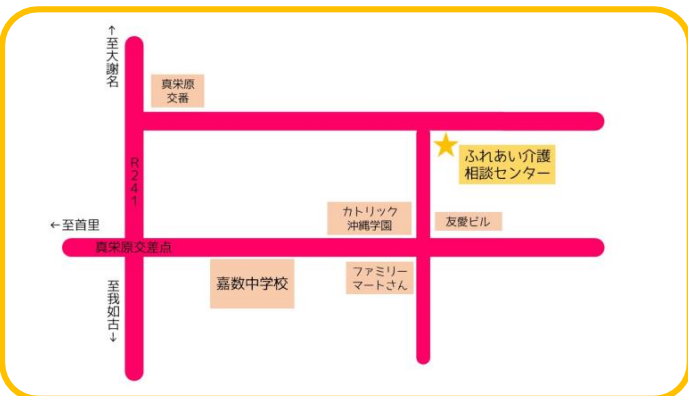 ↑至大謝名
真栄原
交番
R241
ふれあい介護
相談センター
カトリック
沖縄学園
友愛ビル
←至首里
真栄原交差点
ファミリー
マートさん
嘉数中学校
至我如古↓